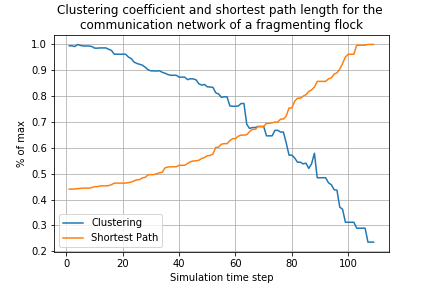 Clustering coefficient and shortest path length for the
communication network of a fragmenting flock
% of max
1.0
0.9
0.8
0.7
0.6
0.5
0.4
0.3
0.2
Clustering
Shortest Path
0
20
40
60
80
100
Simulation time step